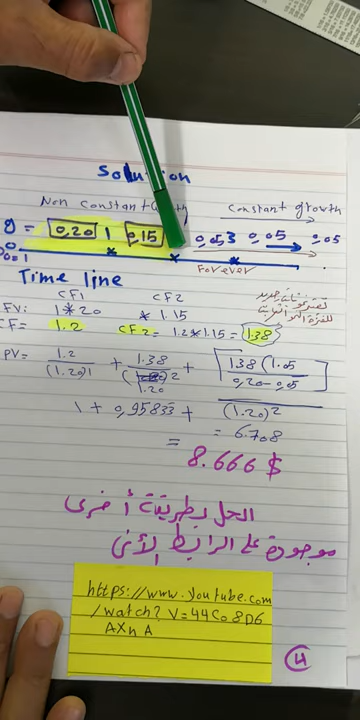 Solution
Non constant Constant growth
g = 0,20 1 0,15 0,05 3 0,05 0,05
Forever
Time line
CF1 CF2
FV: 1*20 * 1.15
CF= 1.2 CF2= 1.2*1.15= 1.38
PV= 1.2/(1.20)1 + 1.38/(1.20)2 + 1.38(1.05/0,20-0,05
(1.20)2
1 + 0,95833 + = 6.708
=
8.666 $
الحل بطريقة أخرى
موجودة على الرابط الأتى
https://www.youtube.com
/watch?V=44Co8D6
AXnA
4